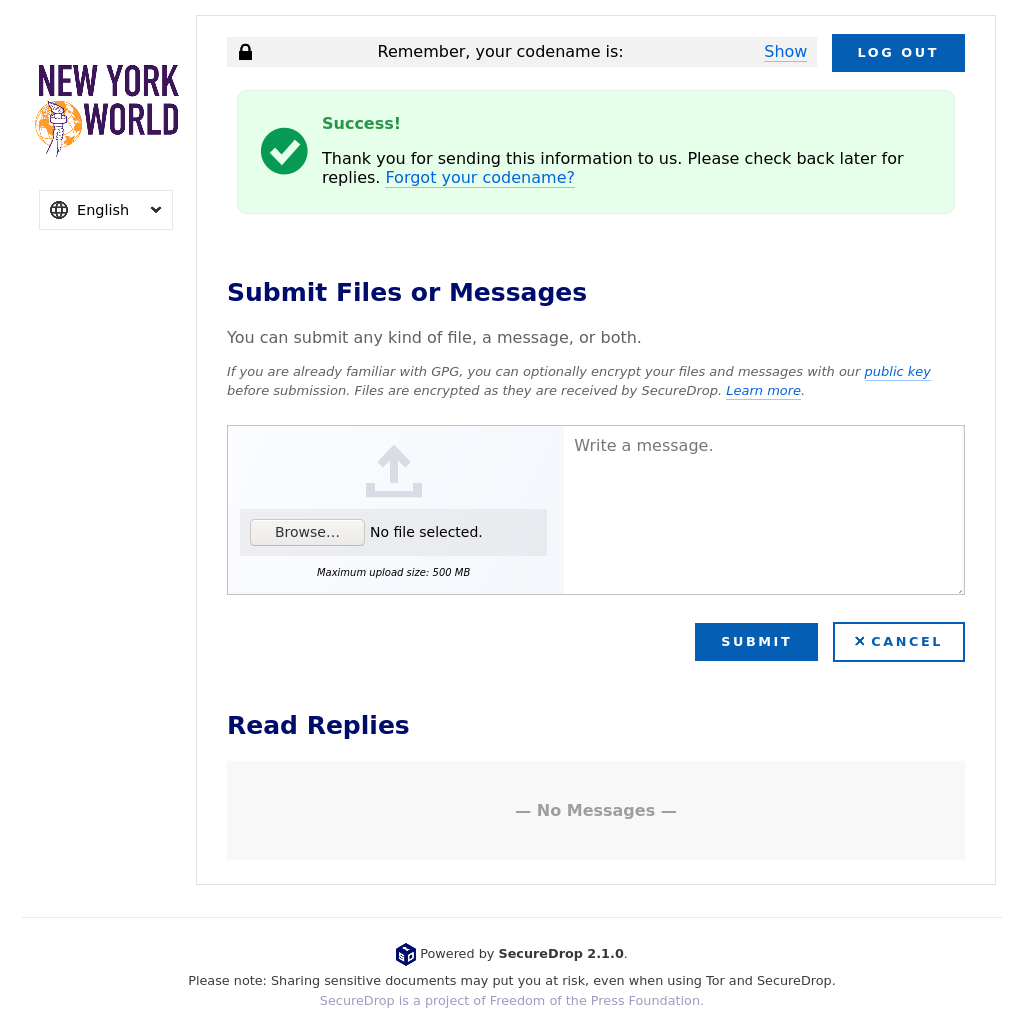 NEW YORK
WORLD
English
Remember, your codename is:
Show
LOG OUT
Success!
Thank you for sending this information to us. Please check back later for
replies. Forgot your codename?
Submit Files or Messages
You can submit any kind of file, a message, or both.
If you are already familiar with GPG, you can optionally encrypt your files and messages with our public key
before submission. Files are encrypted as they are received by SecureDrop. Learn more.
Browse…
No file selected.
Maximum upload size: 500 MB
Write a message.
SUBMIT
✕ CANCEL
Read Replies
— No Messages —
Powered by SecureDrop 2.1.0.
Please note: Sharing sensitive documents may put you at risk, even when using Tor and SecureDrop.
SecureDrop is a project of Freedom of the Press Foundation.